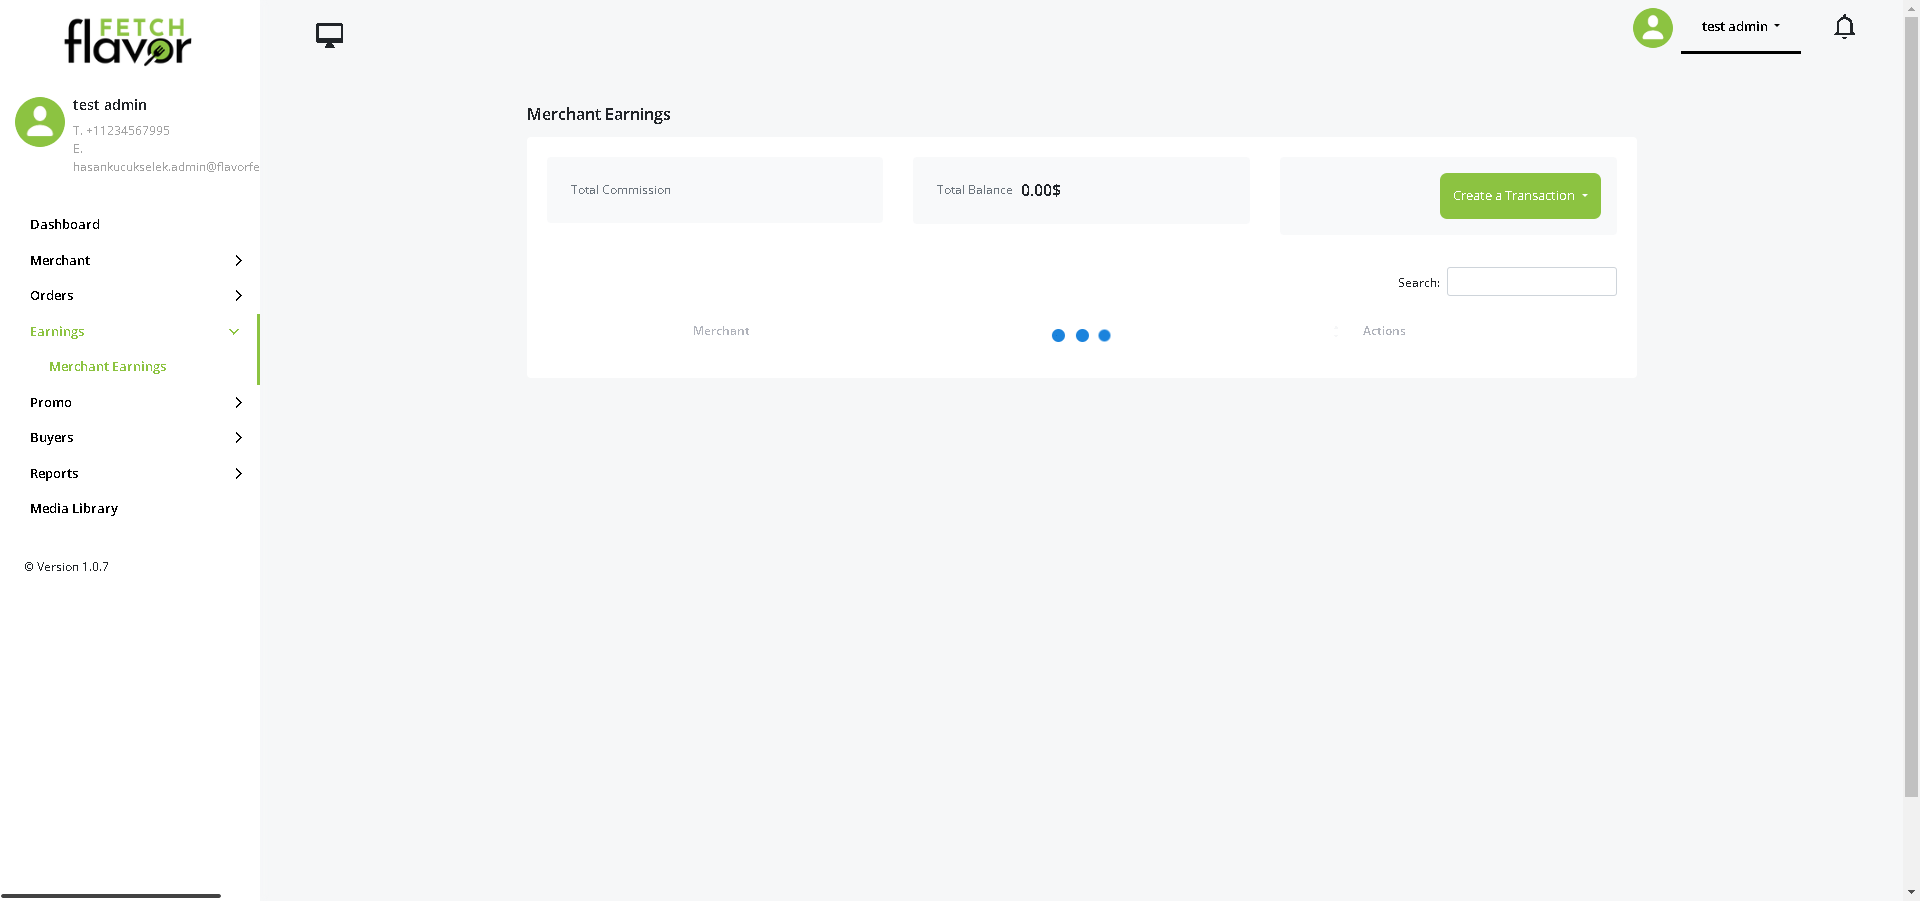 FETCH
flavor
test admin
T. +11234567995
E.
hasankucukselek.admin@flavorfe
Dashboard
Merchant
Orders
Earnings
Merchant Earnings
Promo
Buyers
Reports
Media Library
© Version 1.0.7
test admin
Merchant Earnings
Total Commission
Total Balance 0.00$
Create a Transaction
Search:
Merchant
Actions